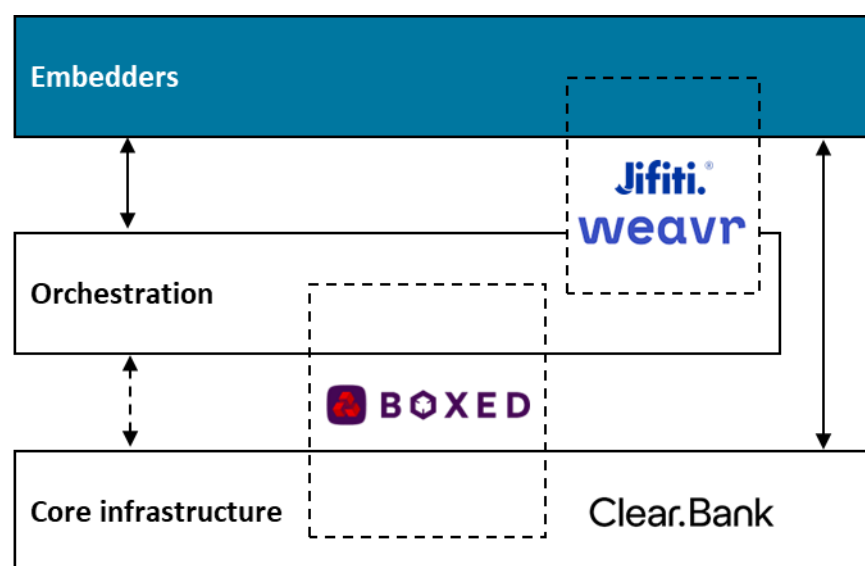 Embedders
Jifiti.®
weavr
Orchestration
BOXED
Core infrastructure
Clear.Bank